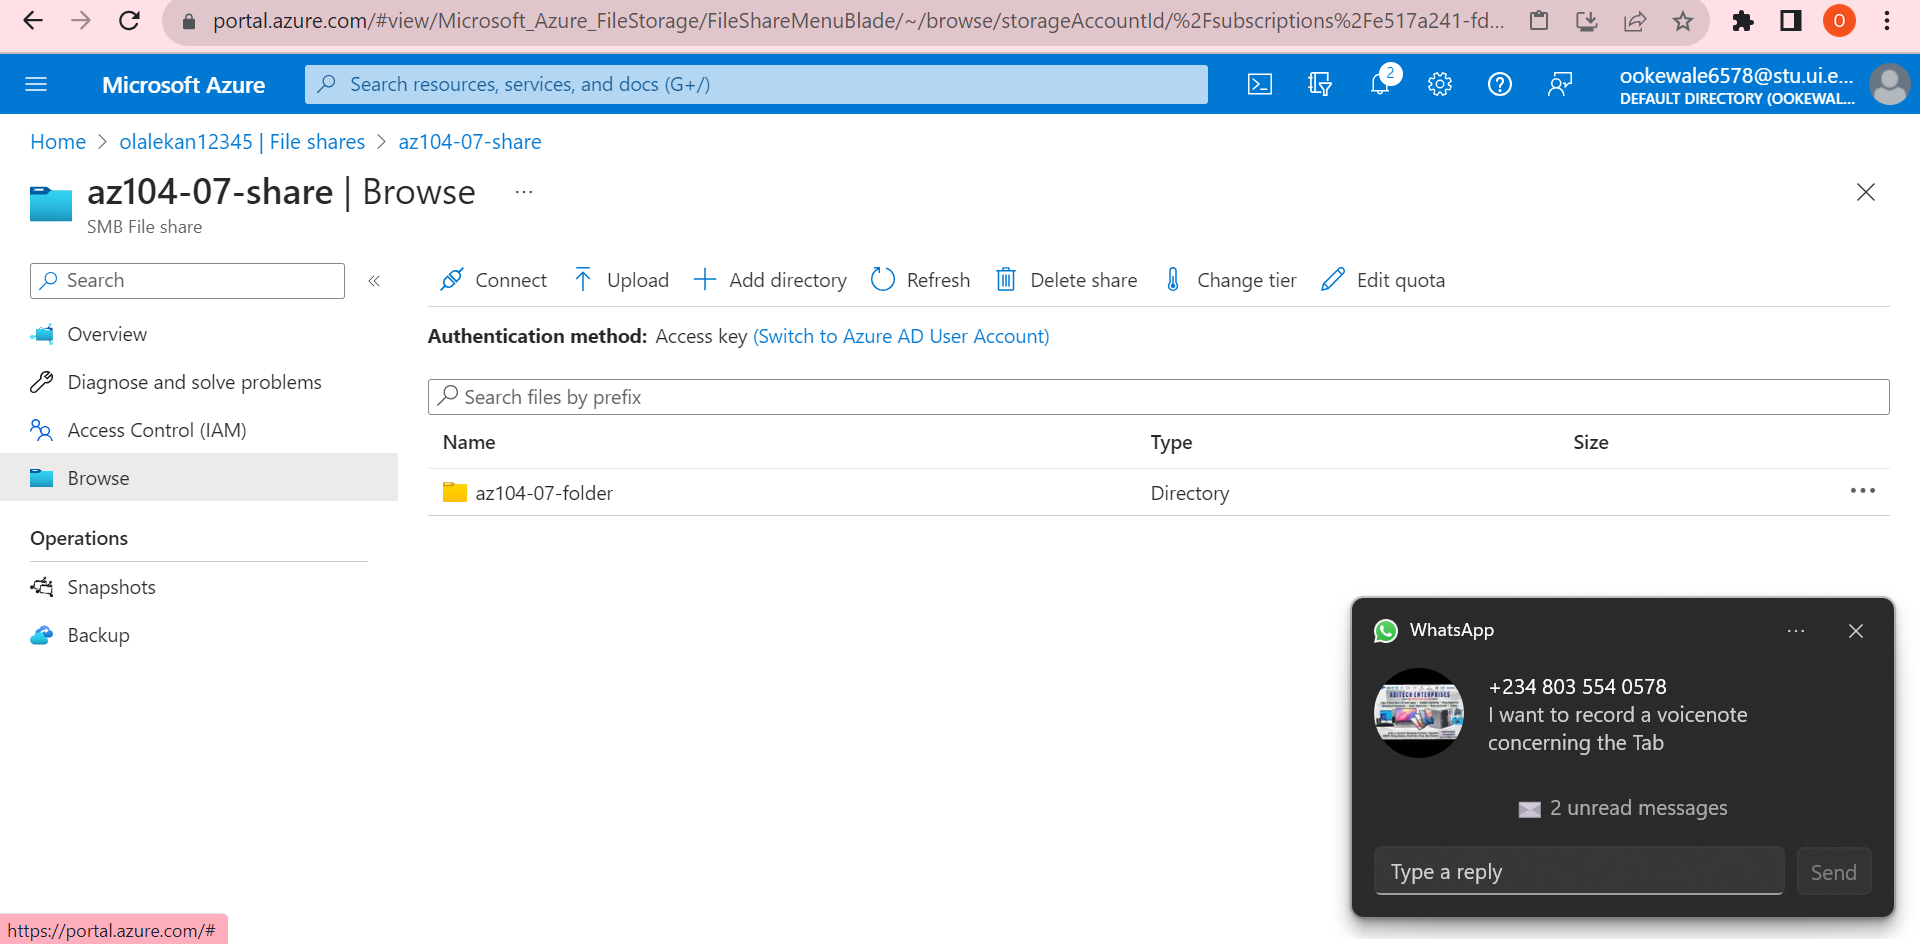 portal.azure.com/#view/Microsoft_Azure_FileStorage/FileShareMenuBlade/~/browse/storageAccountId/%2Fsubscriptions%2Fe517a241-fd...
O
Microsoft Azure
Search resources, services, and docs (G+/)
2
ookewale6578@stu.ui.e...
DEFAULT DIRECTORY (OOKEWAL...
Home > olalekan12345 | File shares > az104-07-share
az104-07-share | Browse ...
SMB File share
Search
«
Connect
Upload
Add directory
Refresh
Delete share
Change tier
Edit quota
Overview
Diagnose and solve problems
Access Control (IAM)
Browse
Operations
Snapshots
Backup
Authentication method: Access key (Switch to Azure AD User Account)
Search files by prefix
Name Type Size
az104-07-folder Directory ...
WhatsApp ...
ABITECH ENTERPRISES
+234 803 554 0578
I want to record a voicenote
concerning the Tab
2 unread messages
Type a reply
Send
https://portal.azure.com/#